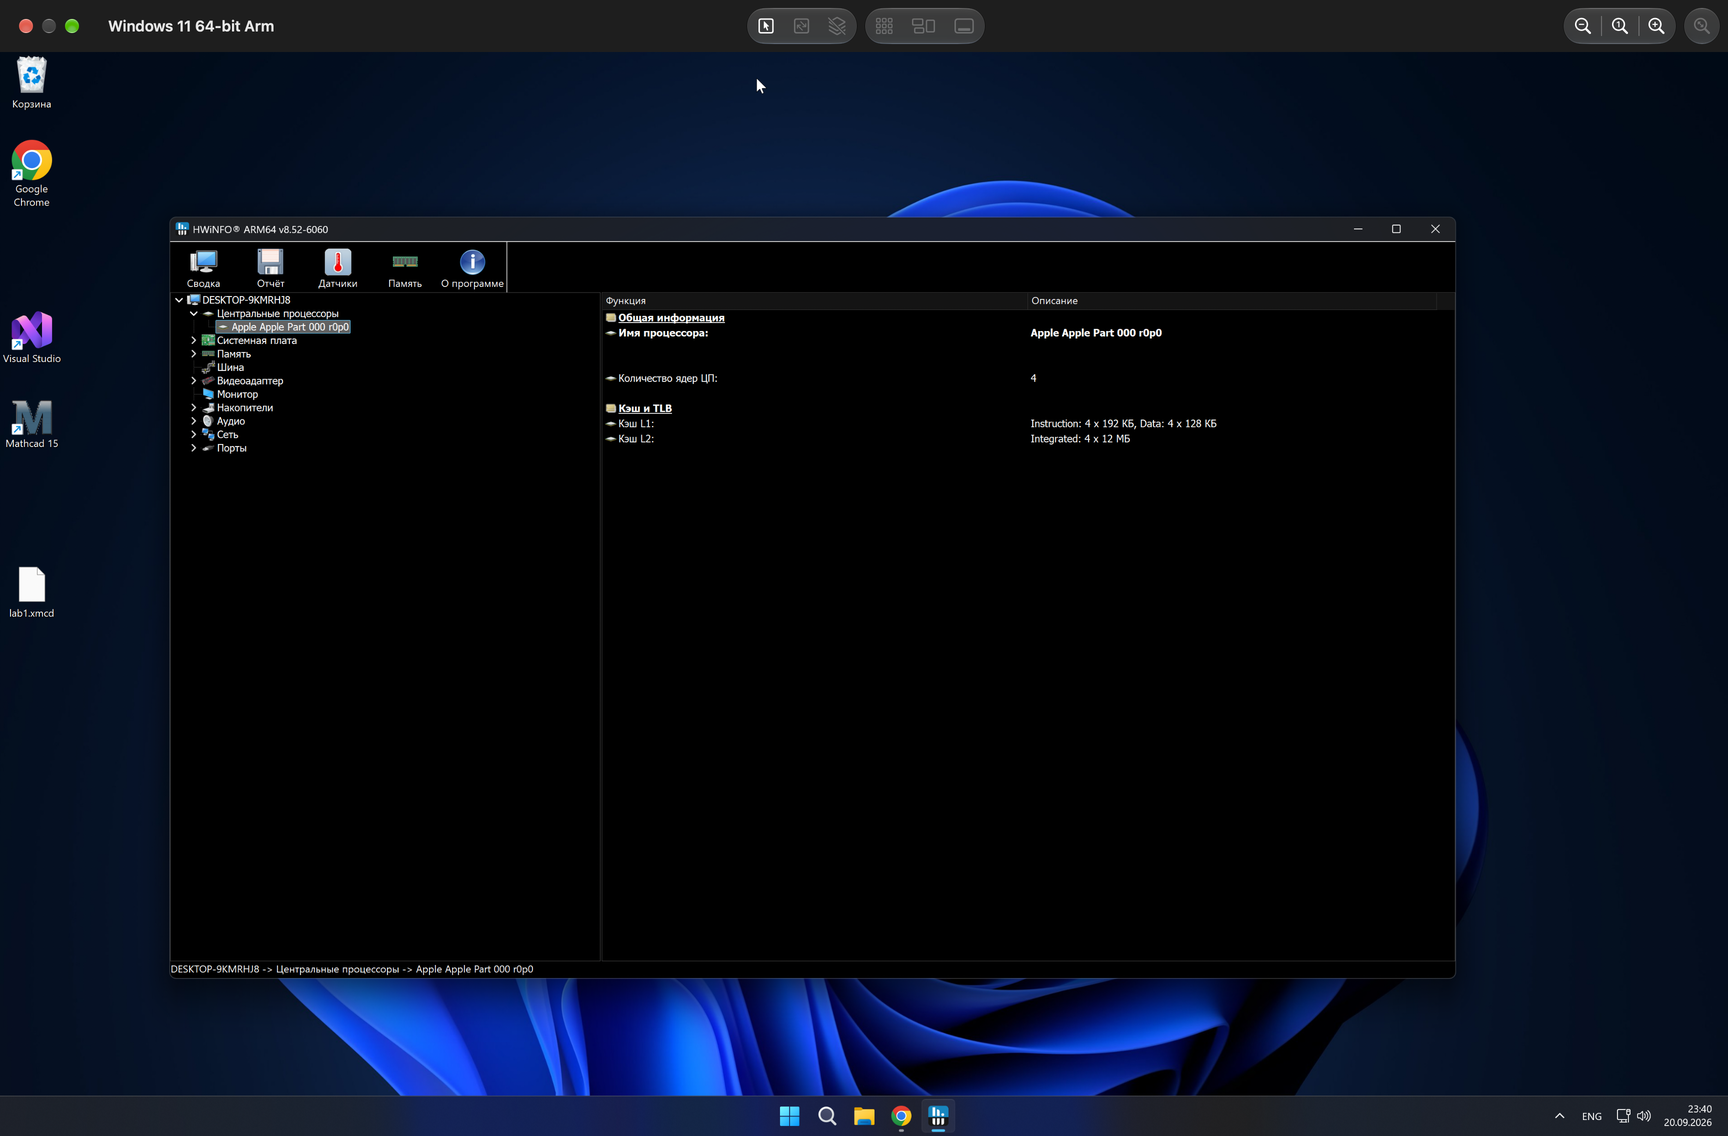 Windows 11 64-bit Arm
Корзина
Google
Chrome
Visual Studio
Mathcad 15
lab1.xmcd
HWiNFO® ARM64 v8.52-6060
Сводка
Отчёт
Датчики
Память
О программе
DESKTOP-9KMRHJ8
Центральные процессоры
Apple Apple Part 000 r0p0
Системная плата
Память
Шина
Видеоадаптер
Монитор
Накопители
Аудио
Сеть
Порты
Функция Описание
Общая информация
Имя процессора: Apple Apple Part 000 r0p0
Количество ядер ЦП: 4
Кэш и TLB
Кэш L1: Instruction: 4 x 192 КБ, Data: 4 x 128 КБ
Кэш L2: Integrated: 4 x 12 МБ
DESKTOP-9KMRHJ8 -> Центральные процессоры -> Apple Apple Part 000 r0p0
ENG
23:40
20.09.2026